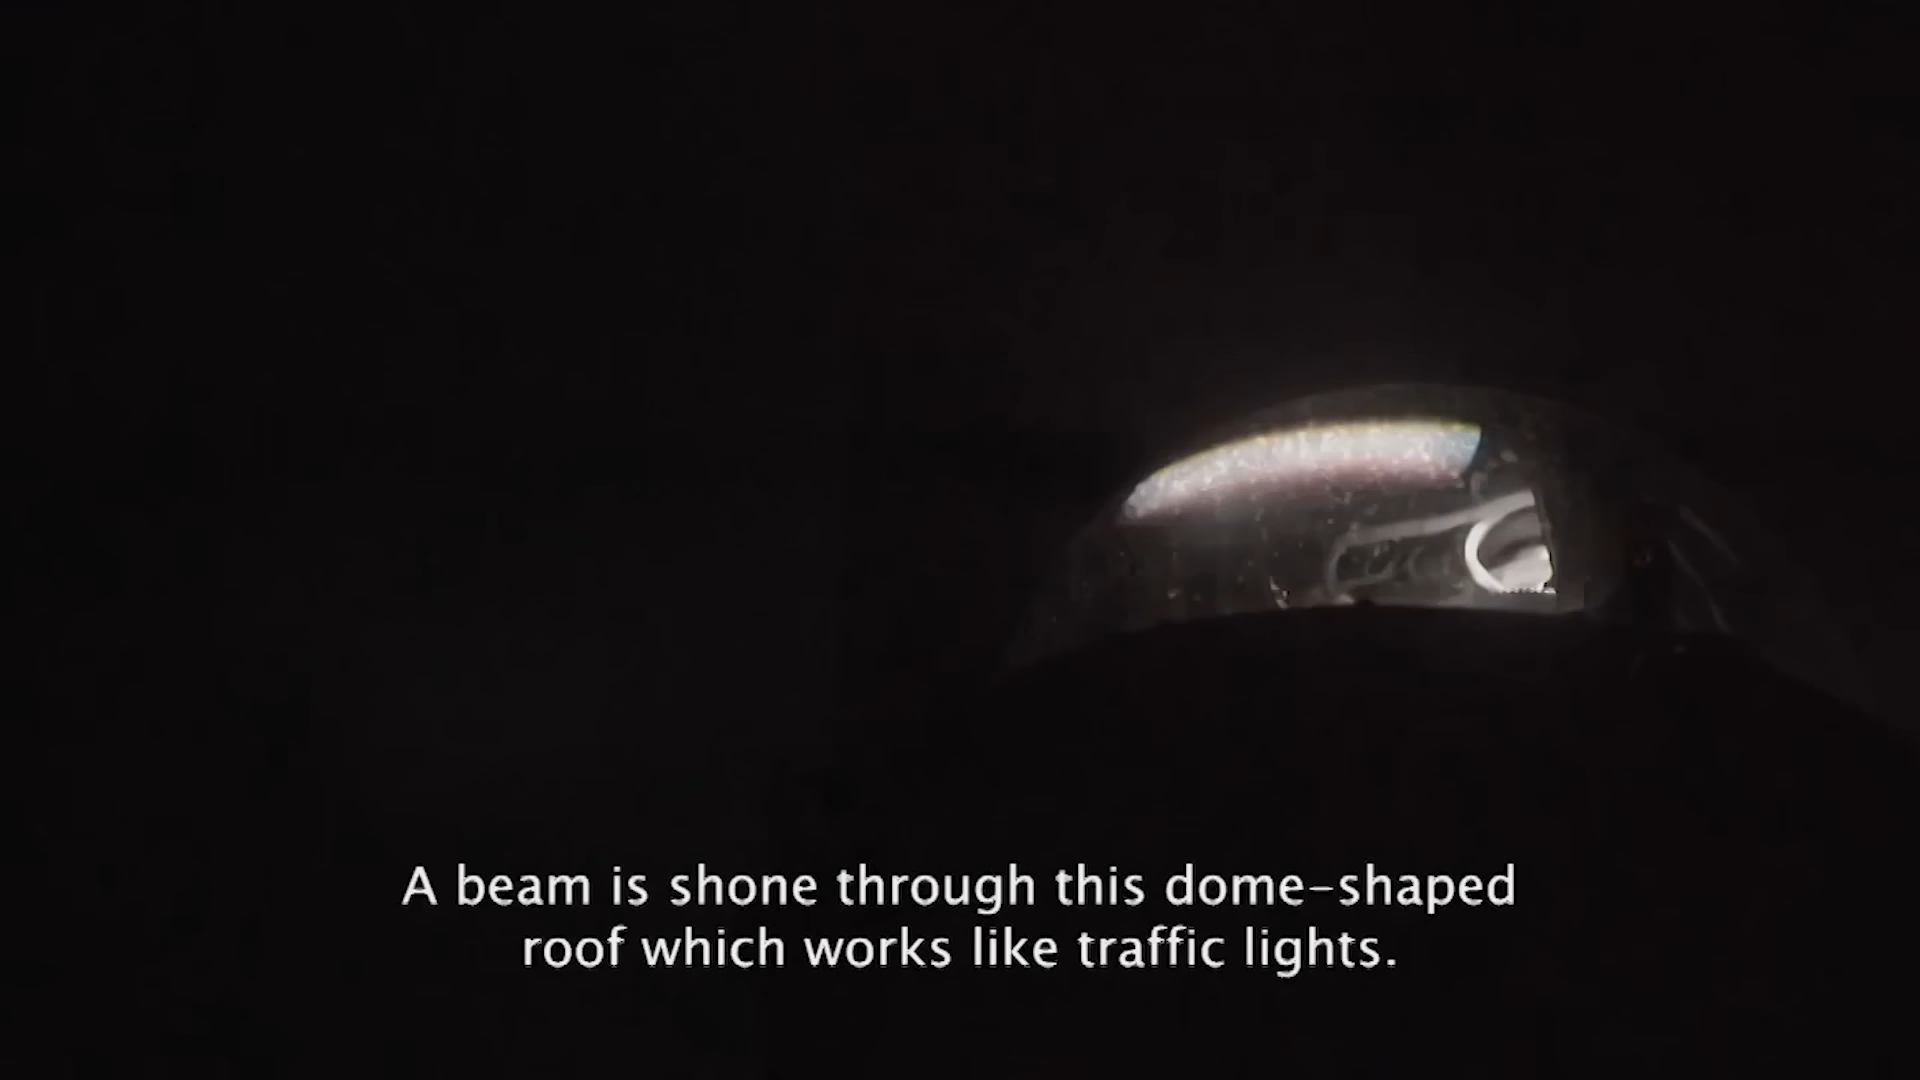 A beam is shone through this dome-shaped
roof which works like traffic lights.